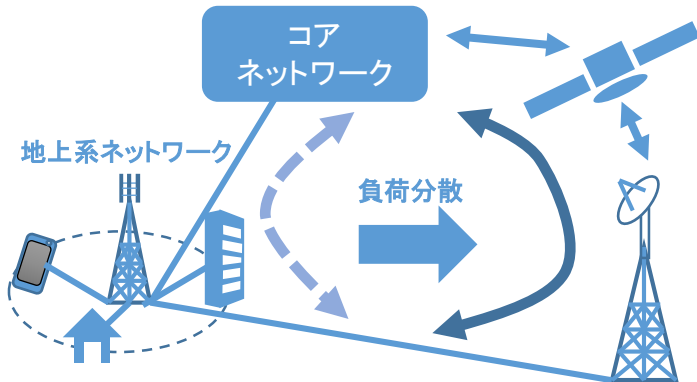 コア
ネットワーク
地上系ネットワーク
負荷分散